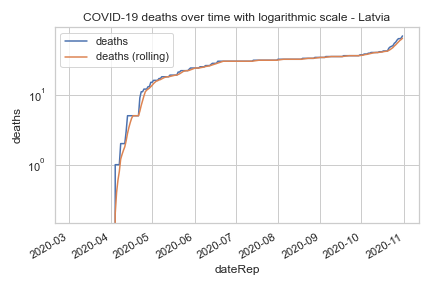 COVID-19 deaths over time with logarithmic scale - Latvia
deaths
deaths (rolling)
10¹
10⁰
deaths
2020-03
2020-04
2020-05
2020-06
2020-07
2020-08
2020-09
2020-10
2020-11
dateRep